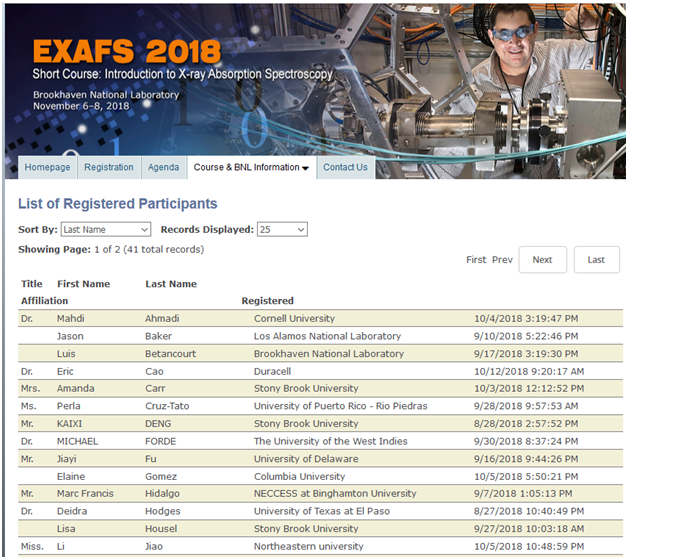 EXAFS 2018
Short Course: Introduction to X-ray Absorption Spectroscopy
Brookhaven National Laboratory
November 6–8, 2018
Homepage Registration Agenda Course & BNL Information Contact Us
List of Registered Participants
Sort By: Last Name Records Displayed: 25
Showing Page: 1 of 2 (41 total records)
First Prev Next Last
Title First Name Last Name
Affiliation Registered
Dr. Mahdi Ahmadi Cornell University 10/4/2018 3:19:47 PM
Jason Baker Los Alamos National Laboratory 9/10/2018 5:22:46 PM
Luis Betancourt Brookhaven National Laboratory 9/17/2018 3:19:30 PM
Dr. Eric Cao Duracell 10/12/2018 9:20:17 AM
Mrs. Amanda Carr Stony Brook University 10/3/2018 12:12:52 PM
Ms. Perla Cruz-Tato University of Puerto Rico - Rio Piedras 9/28/2018 9:57:53 AM
Mr. KAIXI DENG Stony Brook University 8/28/2018 2:57:52 PM
Dr. MICHAEL FORDE The University of the West Indies 9/30/2018 8:37:24 PM
Mr. Jiayi Fu University of Delaware 9/16/2018 9:44:26 PM
Elaine Gomez Columbia University 10/5/2018 5:50:21 PM
Mr. Marc Francis Hidalgo NECCESS at Binghamton University 9/7/2018 1:05:13 PM
Dr. Deidra Hodges University of Texas at El Paso 8/27/2018 10:40:49 PM
Lisa Housel Stony Brook University 9/27/2018 10:03:18 AM
Miss. Li Jiao Northeastern university 10/5/2018 10:48:59 PM